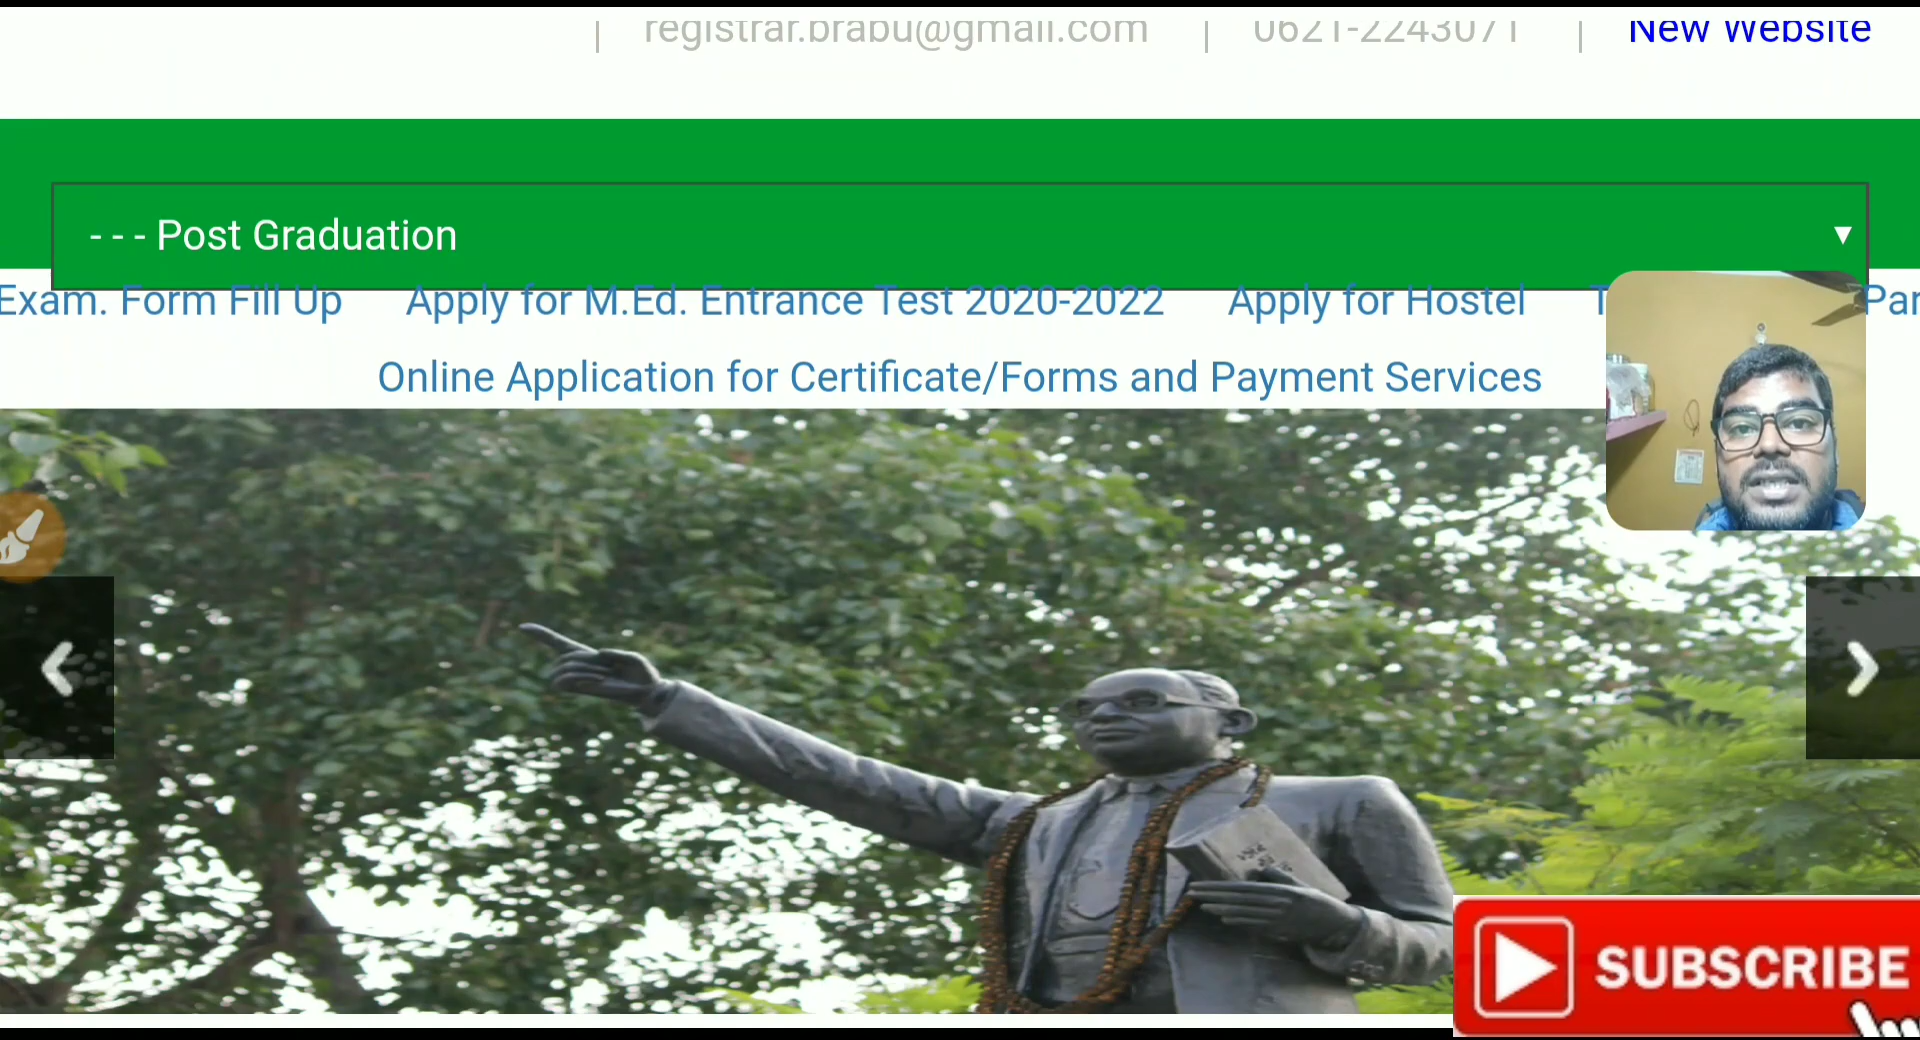 | registrar.brabu@gmail.com | 0621-2243071 | New Website
- - - Post Graduation ▼
Exam. Form Fill Up Apply for M.Ed. Entrance Test 2020-2022 Apply for Hostel
Online Application for Certificate/Forms and Payment Services
SUBSCRIBE